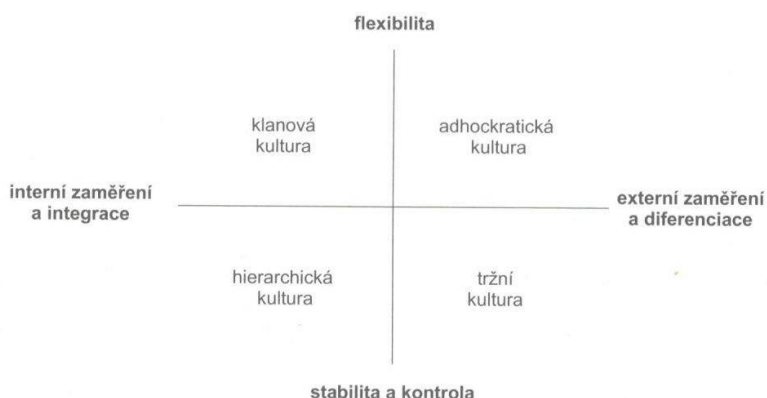 flexibilita
klanová
kultura
adhockratická
kultura
interní zaměření
a integrace
externí zaměření
a diferenciace
hierarchická
kultura
tržní
kultura
stabilita a kontrola